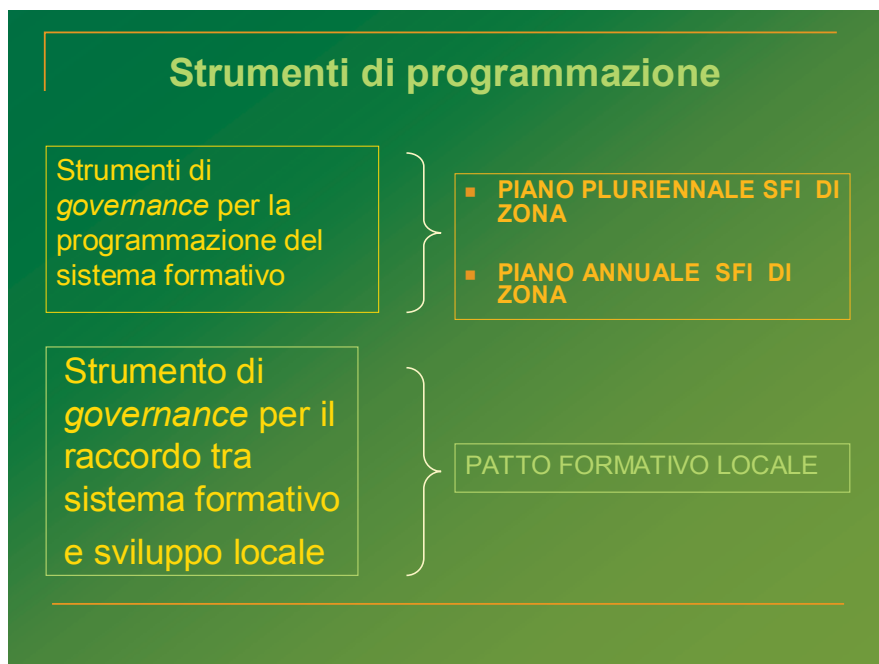 Strumenti di programmazione
Strumenti di
governance per la
programmazione del
sistema formativo
PIANO PLURIENNALE SFI DI
ZONA
PIANO ANNUALE SFI DI
ZONA
Strumento di
governance per il
raccordo tra
sistema formativo
e sviluppo locale
PATTO FORMATIVO LOCALE